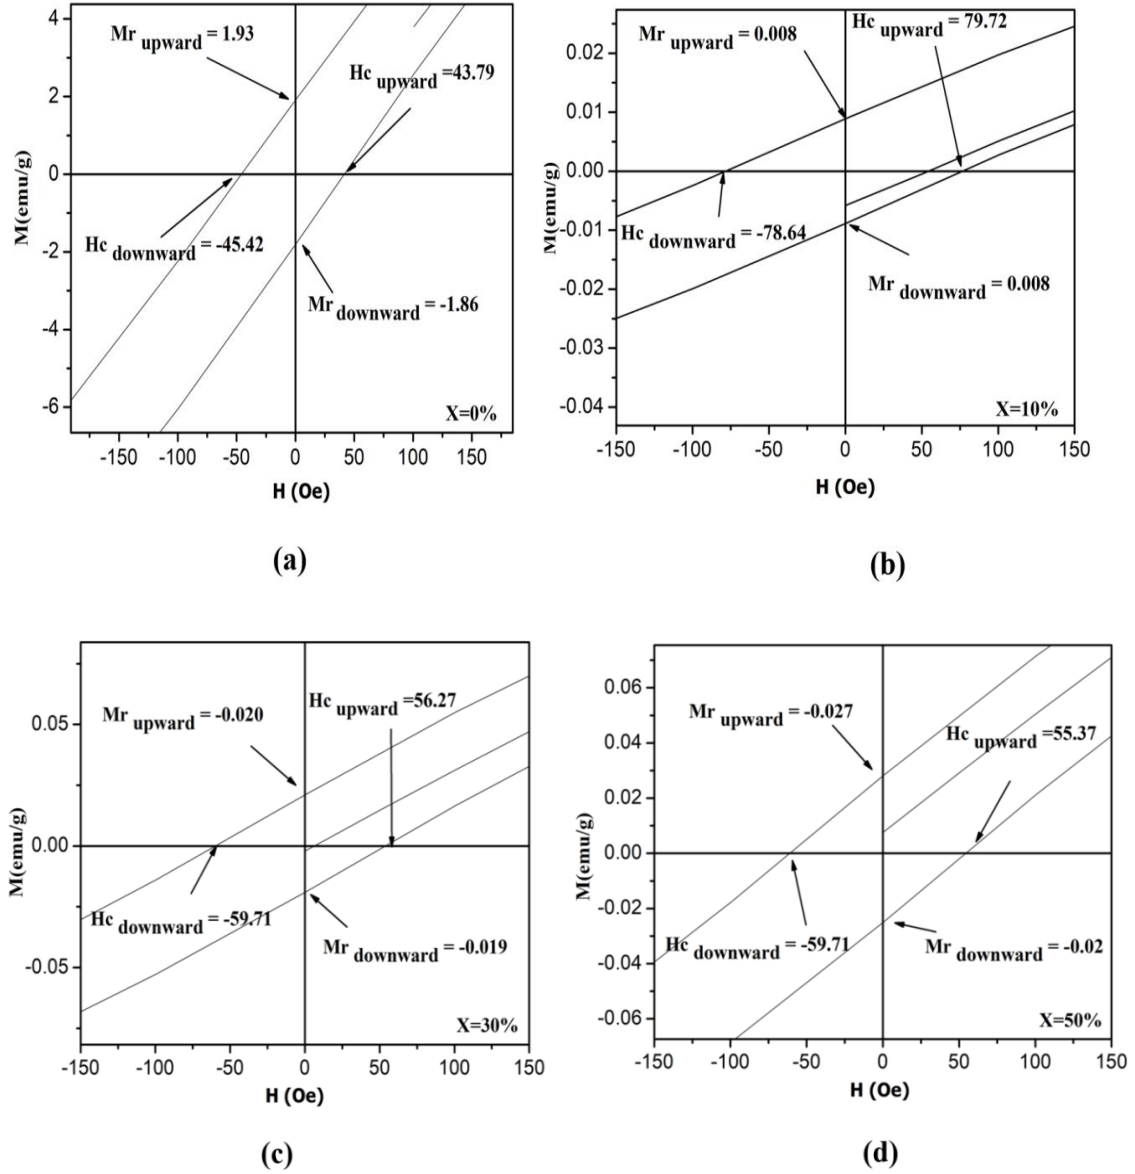 4
2
0
-2
-4
-6
M(emu/g)
Mr upward = 1.93
Hc upward =43.79
Hc downward = -45.42
Mr downward = -1.86
X=0%
-150 -100 -50 0 50 100 150
H (Oe)
(a)
0.02
0.01
0.00
-0.01
-0.02
-0.03
-0.04
M(emu/g)
Hc upward = 79.72
Mr upward = 0.008
Hc downward = -78.64
Mr downward = 0.008
X=10%
-150 -100 -50 0 50 100 150
H (Oe)
(b)
0.05
0.00
-0.05
M(emu/g)
Hc upward =56.27
Mr upward = -0.020
Hc downward = -59.71
Mr downward = -0.019
X=30%
-150 -100 -50 0 50 100 150
H (Oe)
(c)
0.06
0.04
0.02
0.00
-0.02
-0.04
-0.06
M(emu/g)
Mr upward = -0.027
Hc upward =55.37
Hc downward = -59.71
Mr downward = -0.02
X=50%
-150 -100 -50 0 50 100 150
H (Oe)
(d)